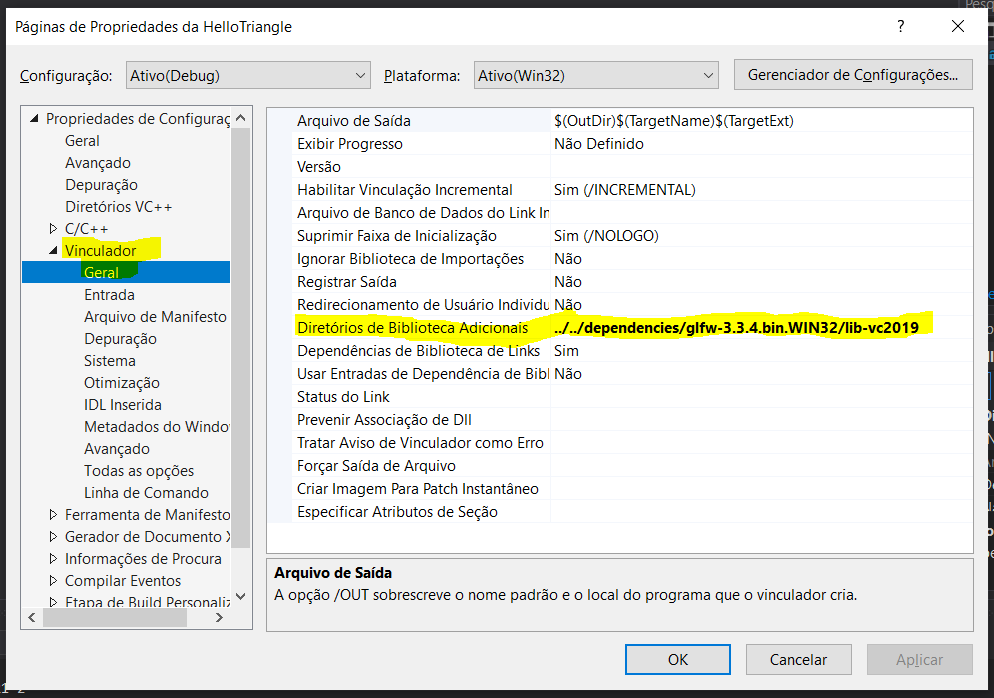 Páginas de Propriedades da HelloTriangle
Configuração: Ativo(Debug) Plataforma: Ativo(Win32) Gerenciador de Configurações...
Propriedades de Configuraç
Geral
Avançado
Depuração
Diretórios VC++
C/C++
Vinculador
Geral
Entrada
Arquivo de Manifesto
Depuração
Sistema
Otimização
IDL Inserida
Metadados do Windo
Avançado
Todas as opções
Linha de Comando
Ferramenta de Manifesto
Gerador de Documento X
Informações de Procura
Compilar Eventos
Etapa de Build Personaliz
Arquivo de Saída $(OutDir)$(TargetName)$(TargetExt)
Exibir Progresso Não Definido
Versão
Habilitar Vinculação Incremental Sim (/INCREMENTAL)
Arquivo de Banco de Dados do Link In
Suprimir Faixa de Inicialização Sim (/NOLOGO)
Ignorar Biblioteca de Importações Não
Registrar Saída Não
Redirecionamento de Usuário Individu Não
Diretórios de Biblioteca Adicionais ../../dependencies/glfw-3.3.4.bin.WIN32/lib-vc2019
Dependências de Biblioteca de Links Sim
Usar Entradas de Dependência de Bibl Não
Status do Link
Prevenir Associação de Dll
Tratar Aviso de Vinculador como Erro
Forçar Saída de Arquivo
Criar Imagem Para Patch Instantâneo
Especificar Atributos de Seção
Arquivo de Saída
A opção /OUT sobrescreve o nome padrão e o local do programa que o vinculador cria.
OK Cancelar Aplicar